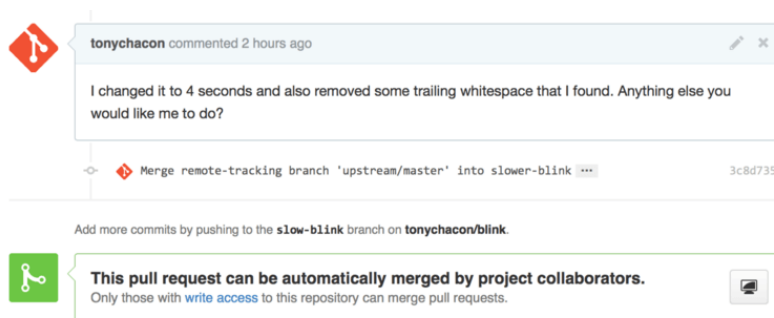 tonychacon commented 2 hours ago
I changed it to 4 seconds and also removed some trailing whitespace that I found. Anything else you
would like me to do?
Merge remote-tracking branch 'upstream/master' into slower-blink ...
3c8d735
Add more commits by pushing to the slow-blink branch on tonychacon/blink.
This pull request can be automatically merged by project collaborators.
Only those with write access to this repository can merge pull requests.